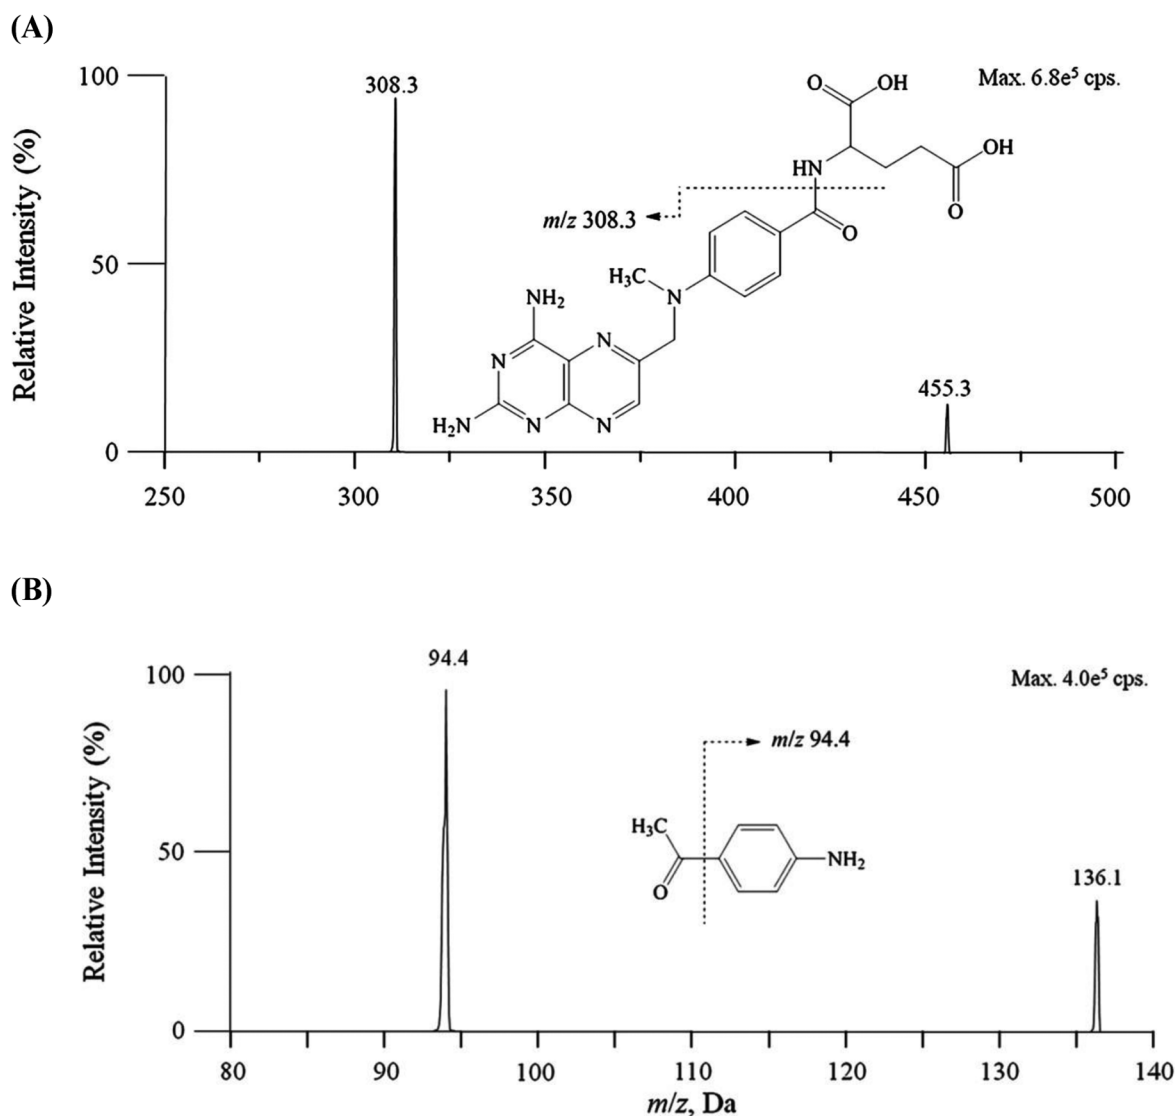 (A)
100
308.3
Max. 6.8e⁵ cps.
O
OH
OH
HN
O
m/z 308.3
O
H₃C
N
50
NH₂
N
N
455.3
H₂N
N
N
0
250
300
350
400
450
500
Relative Intensity (%)
(B)
94.4
100
Max. 4.0e⁵ cps.
m/z 94.4
H₃C
50
NH₂
O
136.1
0
80
90
100
110
120
130
140
Relative Intensity (%)
m/z, Da